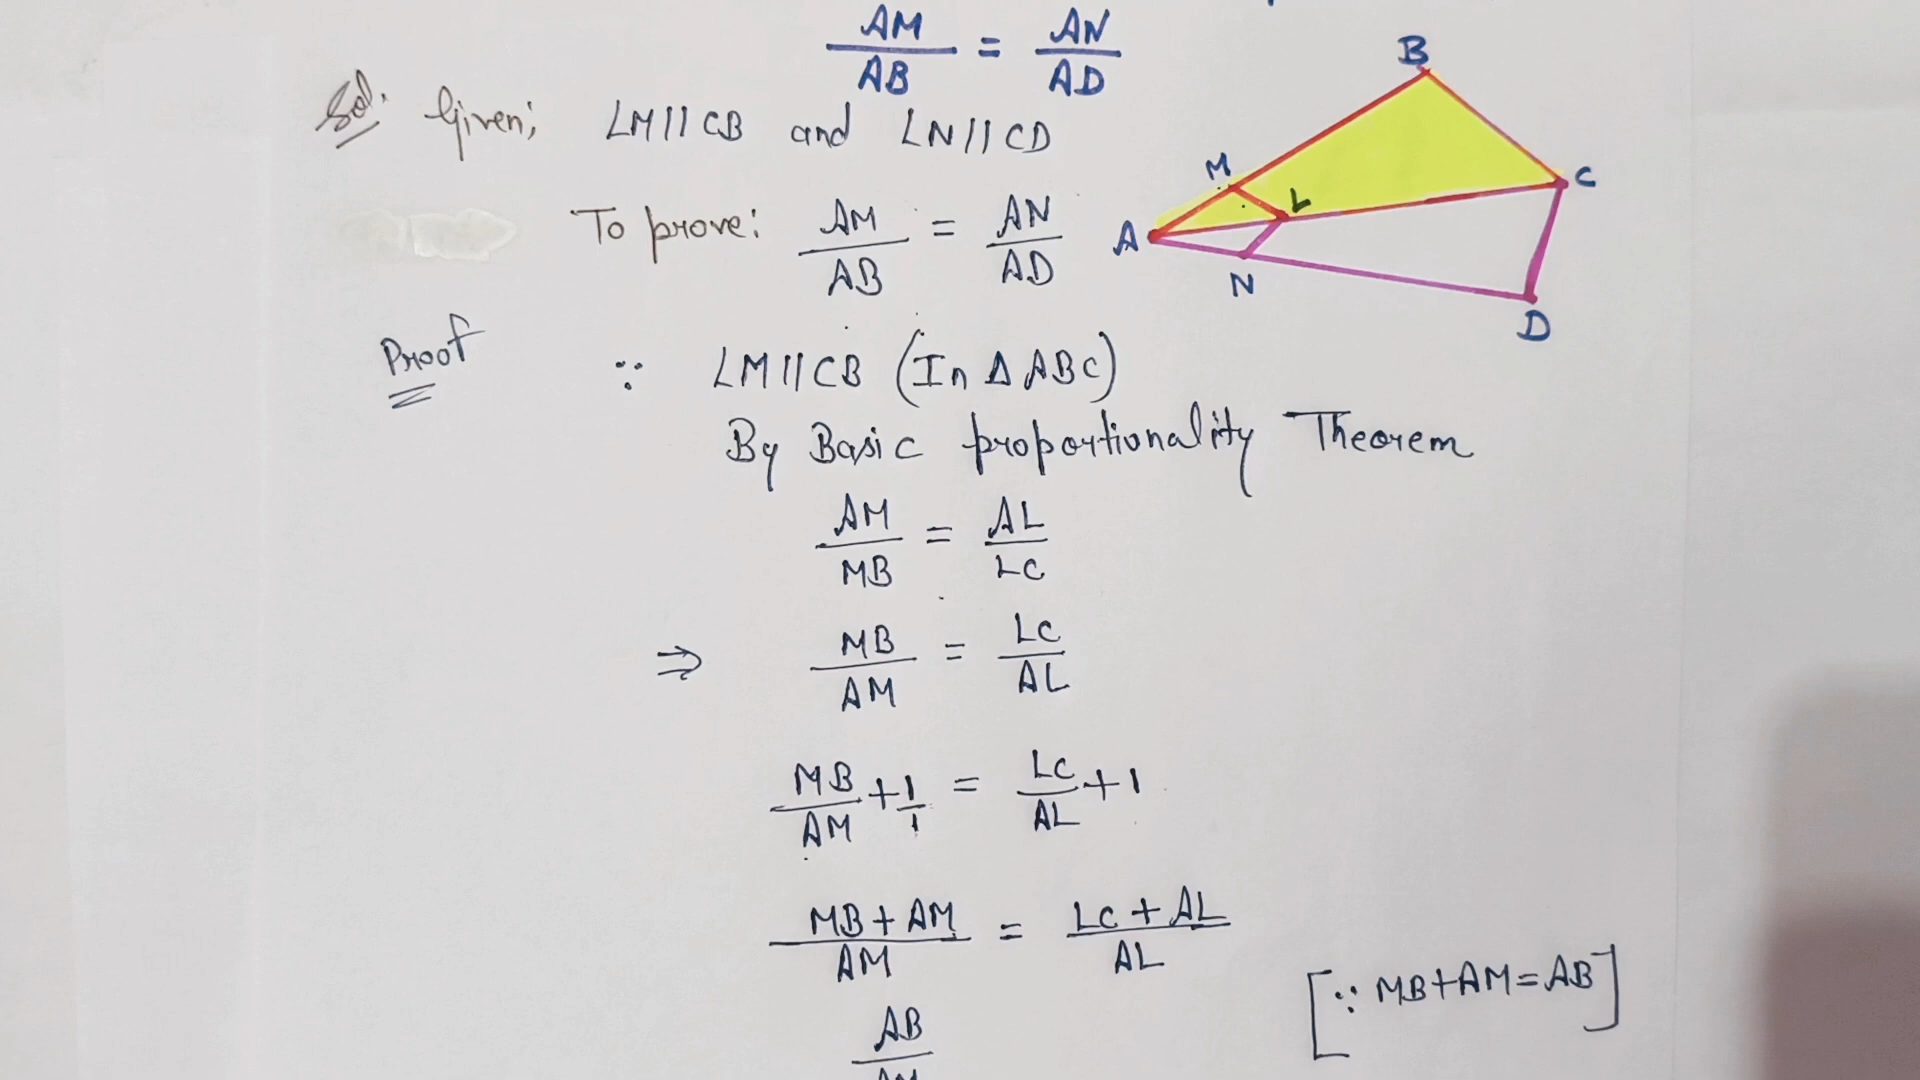 AM/AB = AN/AD
Sol. Given; LM||CB and LN||CD
To prove: AM/AB = AN/AD
B
M
C
L
A
N
D
Proof ∵ LM||CB (In Δ ABC)
By Basic proportionality Theorem
AM/MB = AL/LC
⇒ MB/AM = LC/AL
MB/AM + 1/1 = LC/AL + 1
MB + AM/AM = LC + AL/AL
[∵ MB+AM=AB]
AB